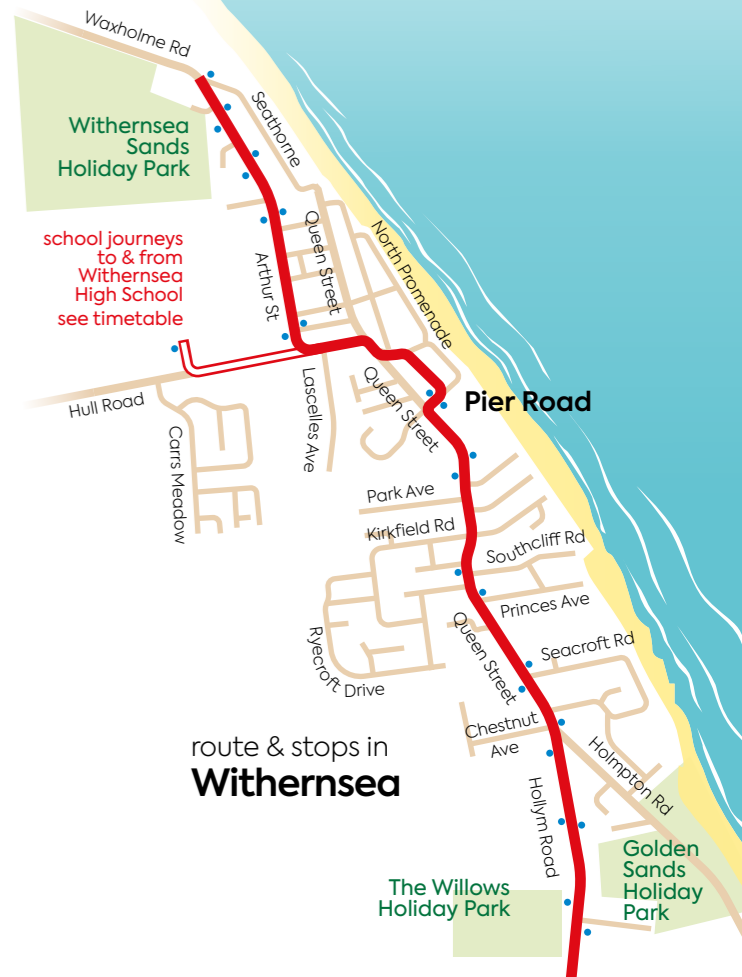 Waxholme Rd
Seathorne
Withernsea
Sands
Holiday Park
school journeys
to & from
Withernsea
High School
see timetable
Arthur St
Queen Street
North Promenade
Hull Road
Lascelles Ave
Queen Street
Pier Road
Carrs Meadow
Park Ave
Kirkfield Rd
Southcliff Rd
Princes Ave
Ryecroft Drive
Queen Street
Seacroft Rd
route & stops in
Withernsea
Chestnut
Ave
Holmpton Rd
Hollym Road
The Willows
Holiday Park
Golden
Sands
Holiday
Park